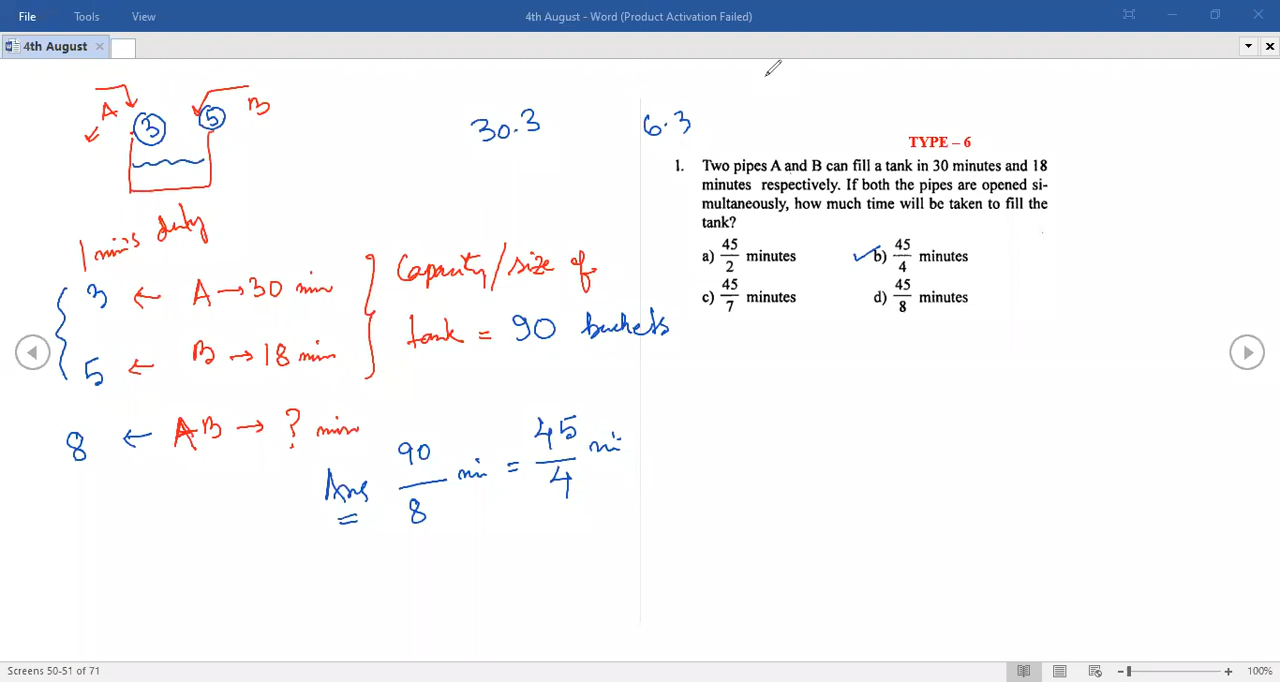 File Tools View 4th August - Word (Product Activation Failed)
4th August
A 3 5 B
30.3 6.3
1 min's duty
3 ← A → 30 min
5 ← B → 18 min
Capacity/size of
tank = 90 buckets
8 ← AB → ? min
Ans 90/8 min = 45/4 min
TYPE – 6
1. Two pipes A and B can fill a tank in 30 minutes and 18
minutes respectively. If both the pipes are opened si-
multaneously, how much time will be taken to fill the
tank?
a) 45/2 minutes b) 45/4 minutes
c) 45/7 minutes d) 45/8 minutes
Screens 50-51 of 71 100%